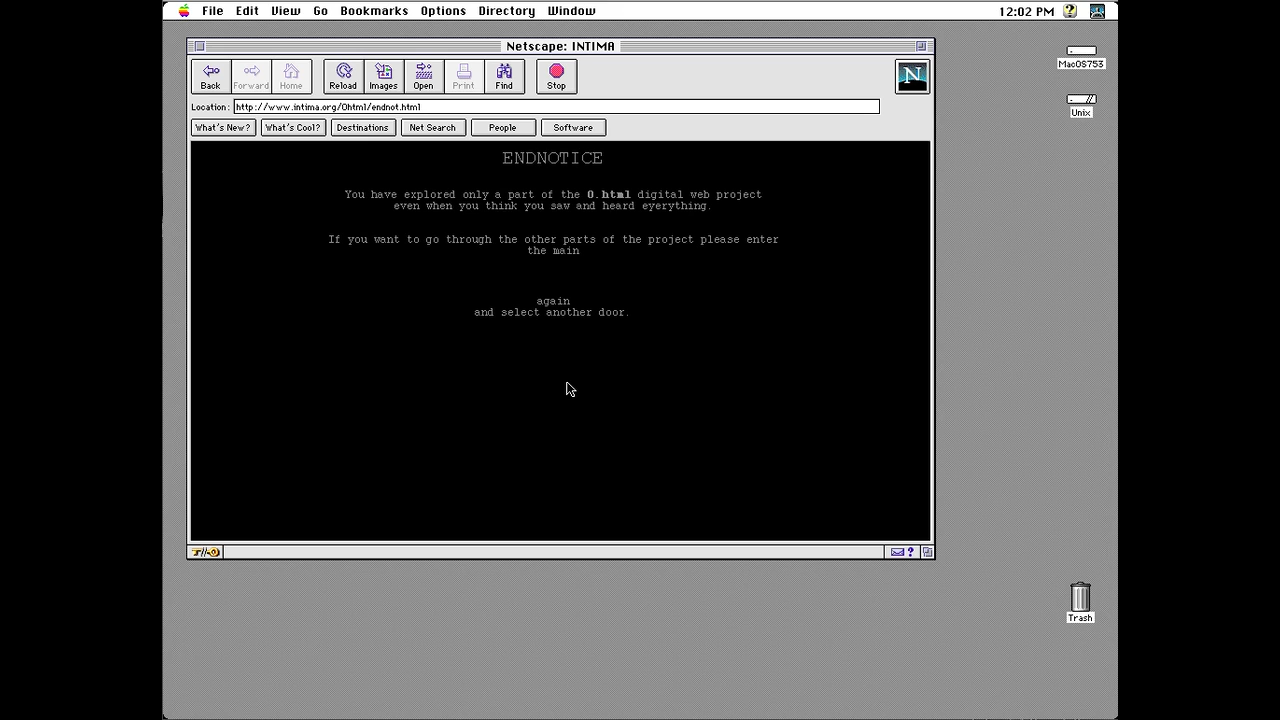 File Edit View Go Bookmarks Options Directory Window 12:02 PM
Netscape: INTIMA
Back Forward Home Reload Images Open Print Find Stop
N
Location: http://www.intima.org/0html/endnot.html
What's New? What's Cool? Destinations Net Search People Software
ENDNOTICE
You have explored only a part of the 0.html digital web project
even when you think you saw and heard eyerything.
If you want to go through the other parts of the project please enter
the main
again
and select another door.
MacOS753
Unix
Trash